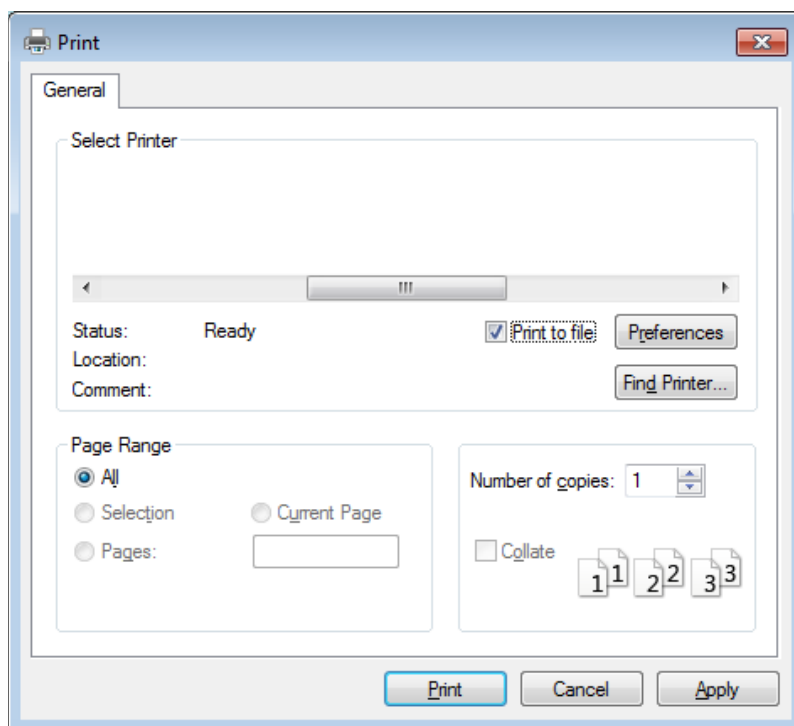 Print
General
Select Printer
Status: Ready
Print to file
Preferences
Location:
Comment:
Find Printer...
Page Range
All
Selection
Current Page
Pages:
Number of copies: 1
Collate
1 1 2 2 3 3
Print
Cancel
Apply